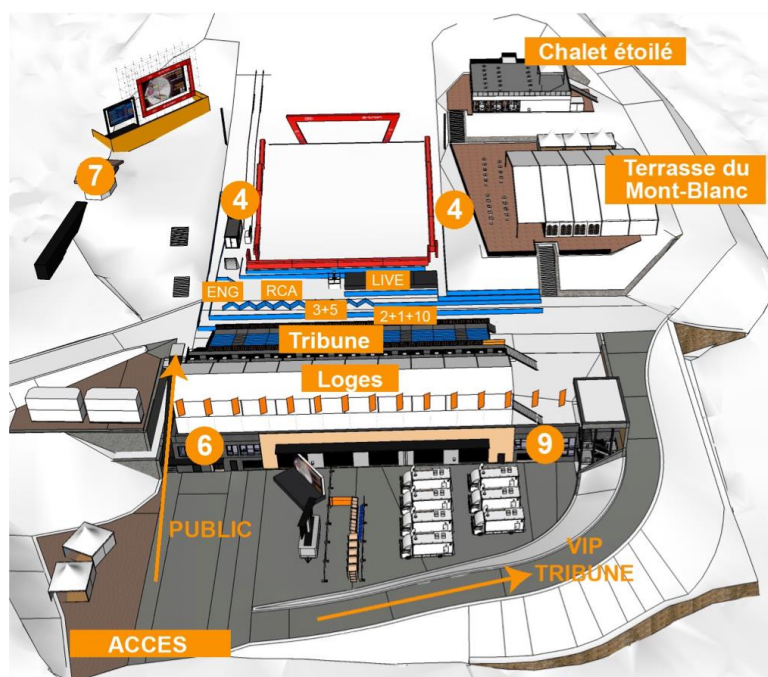 Chalet étoilé
7
4
4
Terrasse du
Mont-Blanc
LIVE
ENG
RCA
3+5
2+1+10
Tribune
Loges
6
9
PUBLIC
VIP
TRIBUNE
ACCES